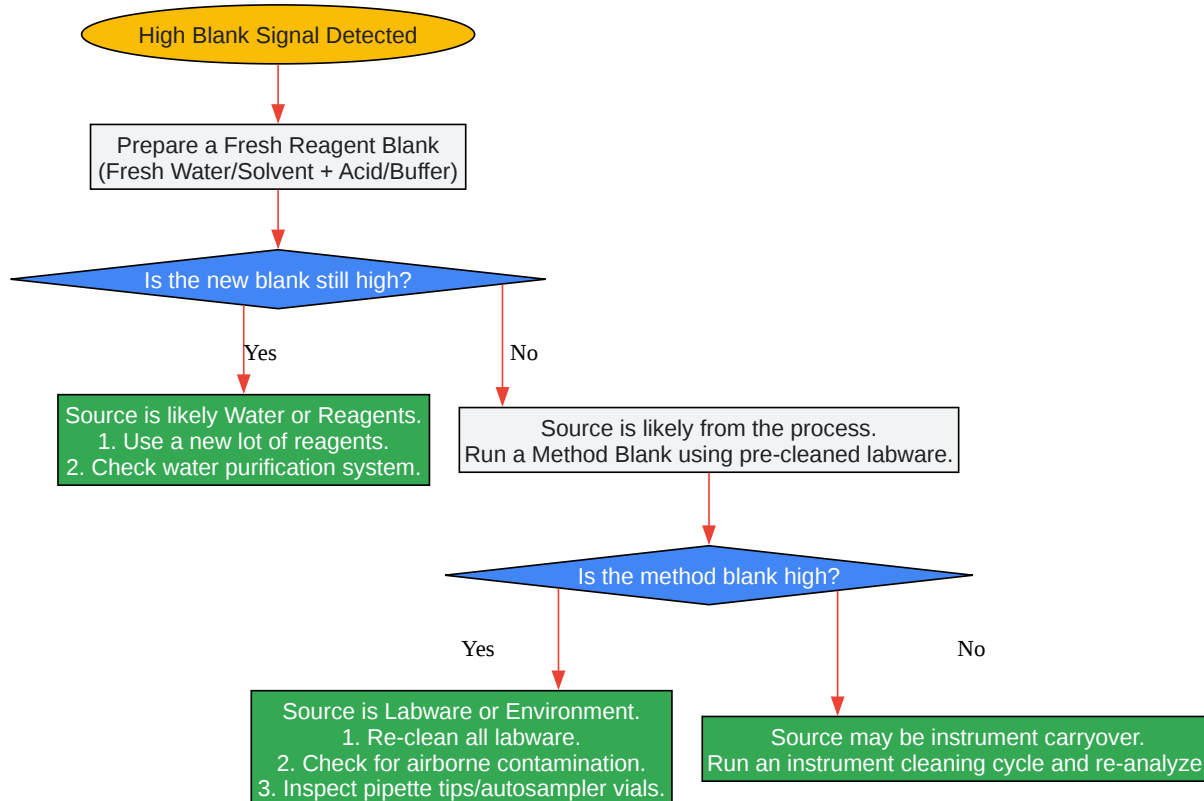 High Blank Signal Detected
Prepare a Fresh Reagent Blank
(Fresh Water/Solvent + Acid/Buffer)
Is the new blank still high?
Yes
No
Source is likely Water or Reagents.
1. Use a new lot of reagents.
2. Check water purification system.
Source is likely from the process.
Run a Method Blank using pre-cleaned labware.
Is the method blank high?
Yes
No
Source is Labware or Environment.
1. Re-clean all labware.
2. Check for airborne contamination.
3. Inspect pipette tips/autosampler vials.
Source may be instrument carryover.
Run an instrument cleaning cycle and re-analyze